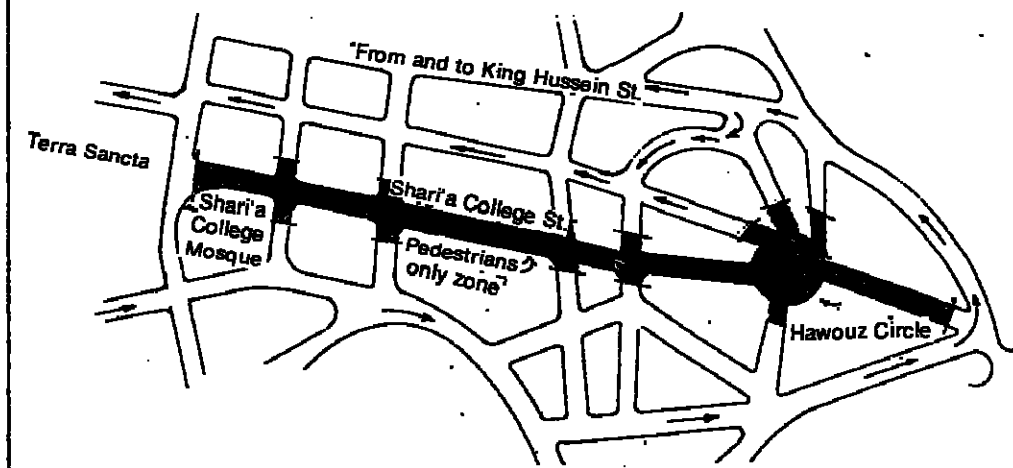 "From and to King Hussein St.
Terra Sancta
Shari'a College St.
Shari'a
College
Mosque
Pedestrians
only zone"
Hawouz Circle